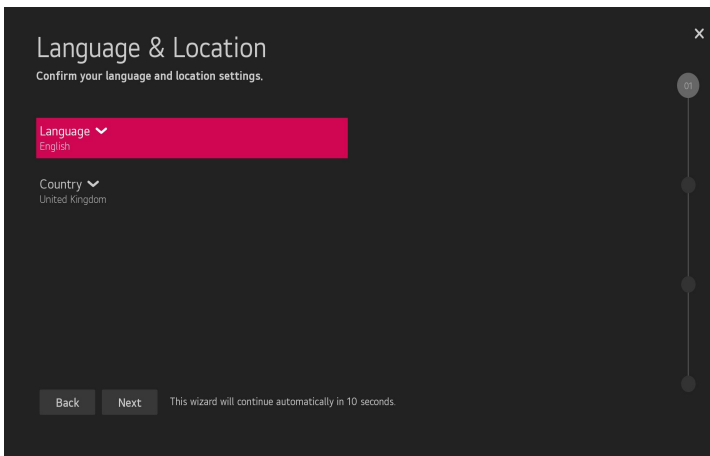 Language & Location
Confirm your language and location settings.
01
Language
English
Country
United Kingdom
Back
Next
This wizard will continue automatically in 10 seconds.